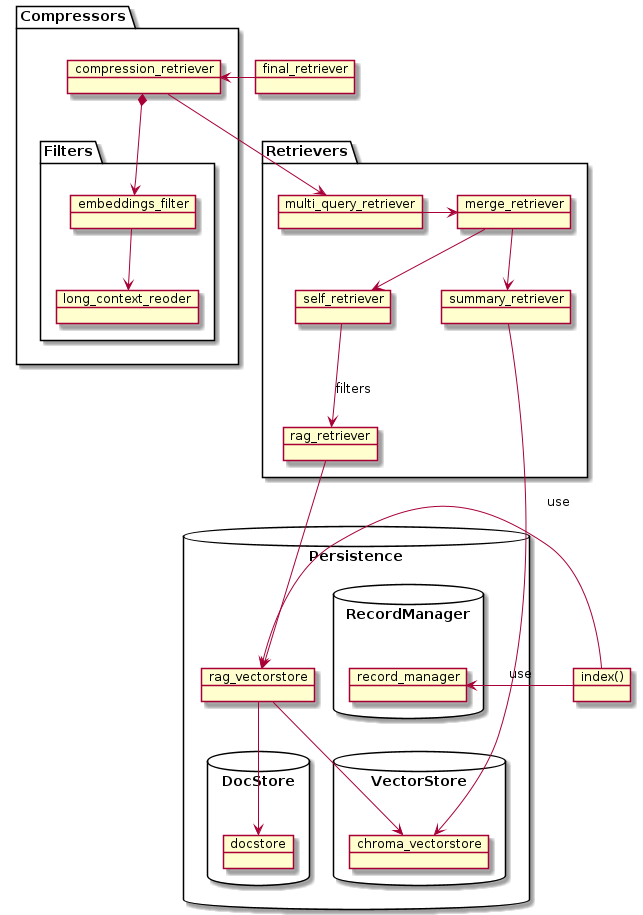 Compressors
compression_retriever
final_retriever
Filters
Retrievers
embeddings_filter
multi_query_retriever
merge_retriever
long_context_reoder
self_retriever
summary_retriever
filters
rag_retriever
use
Persistence
RecordManager
rag_vectorstore
record_manager
use
index()
DocStore
VectorStore
docstore
chroma_vectorstore